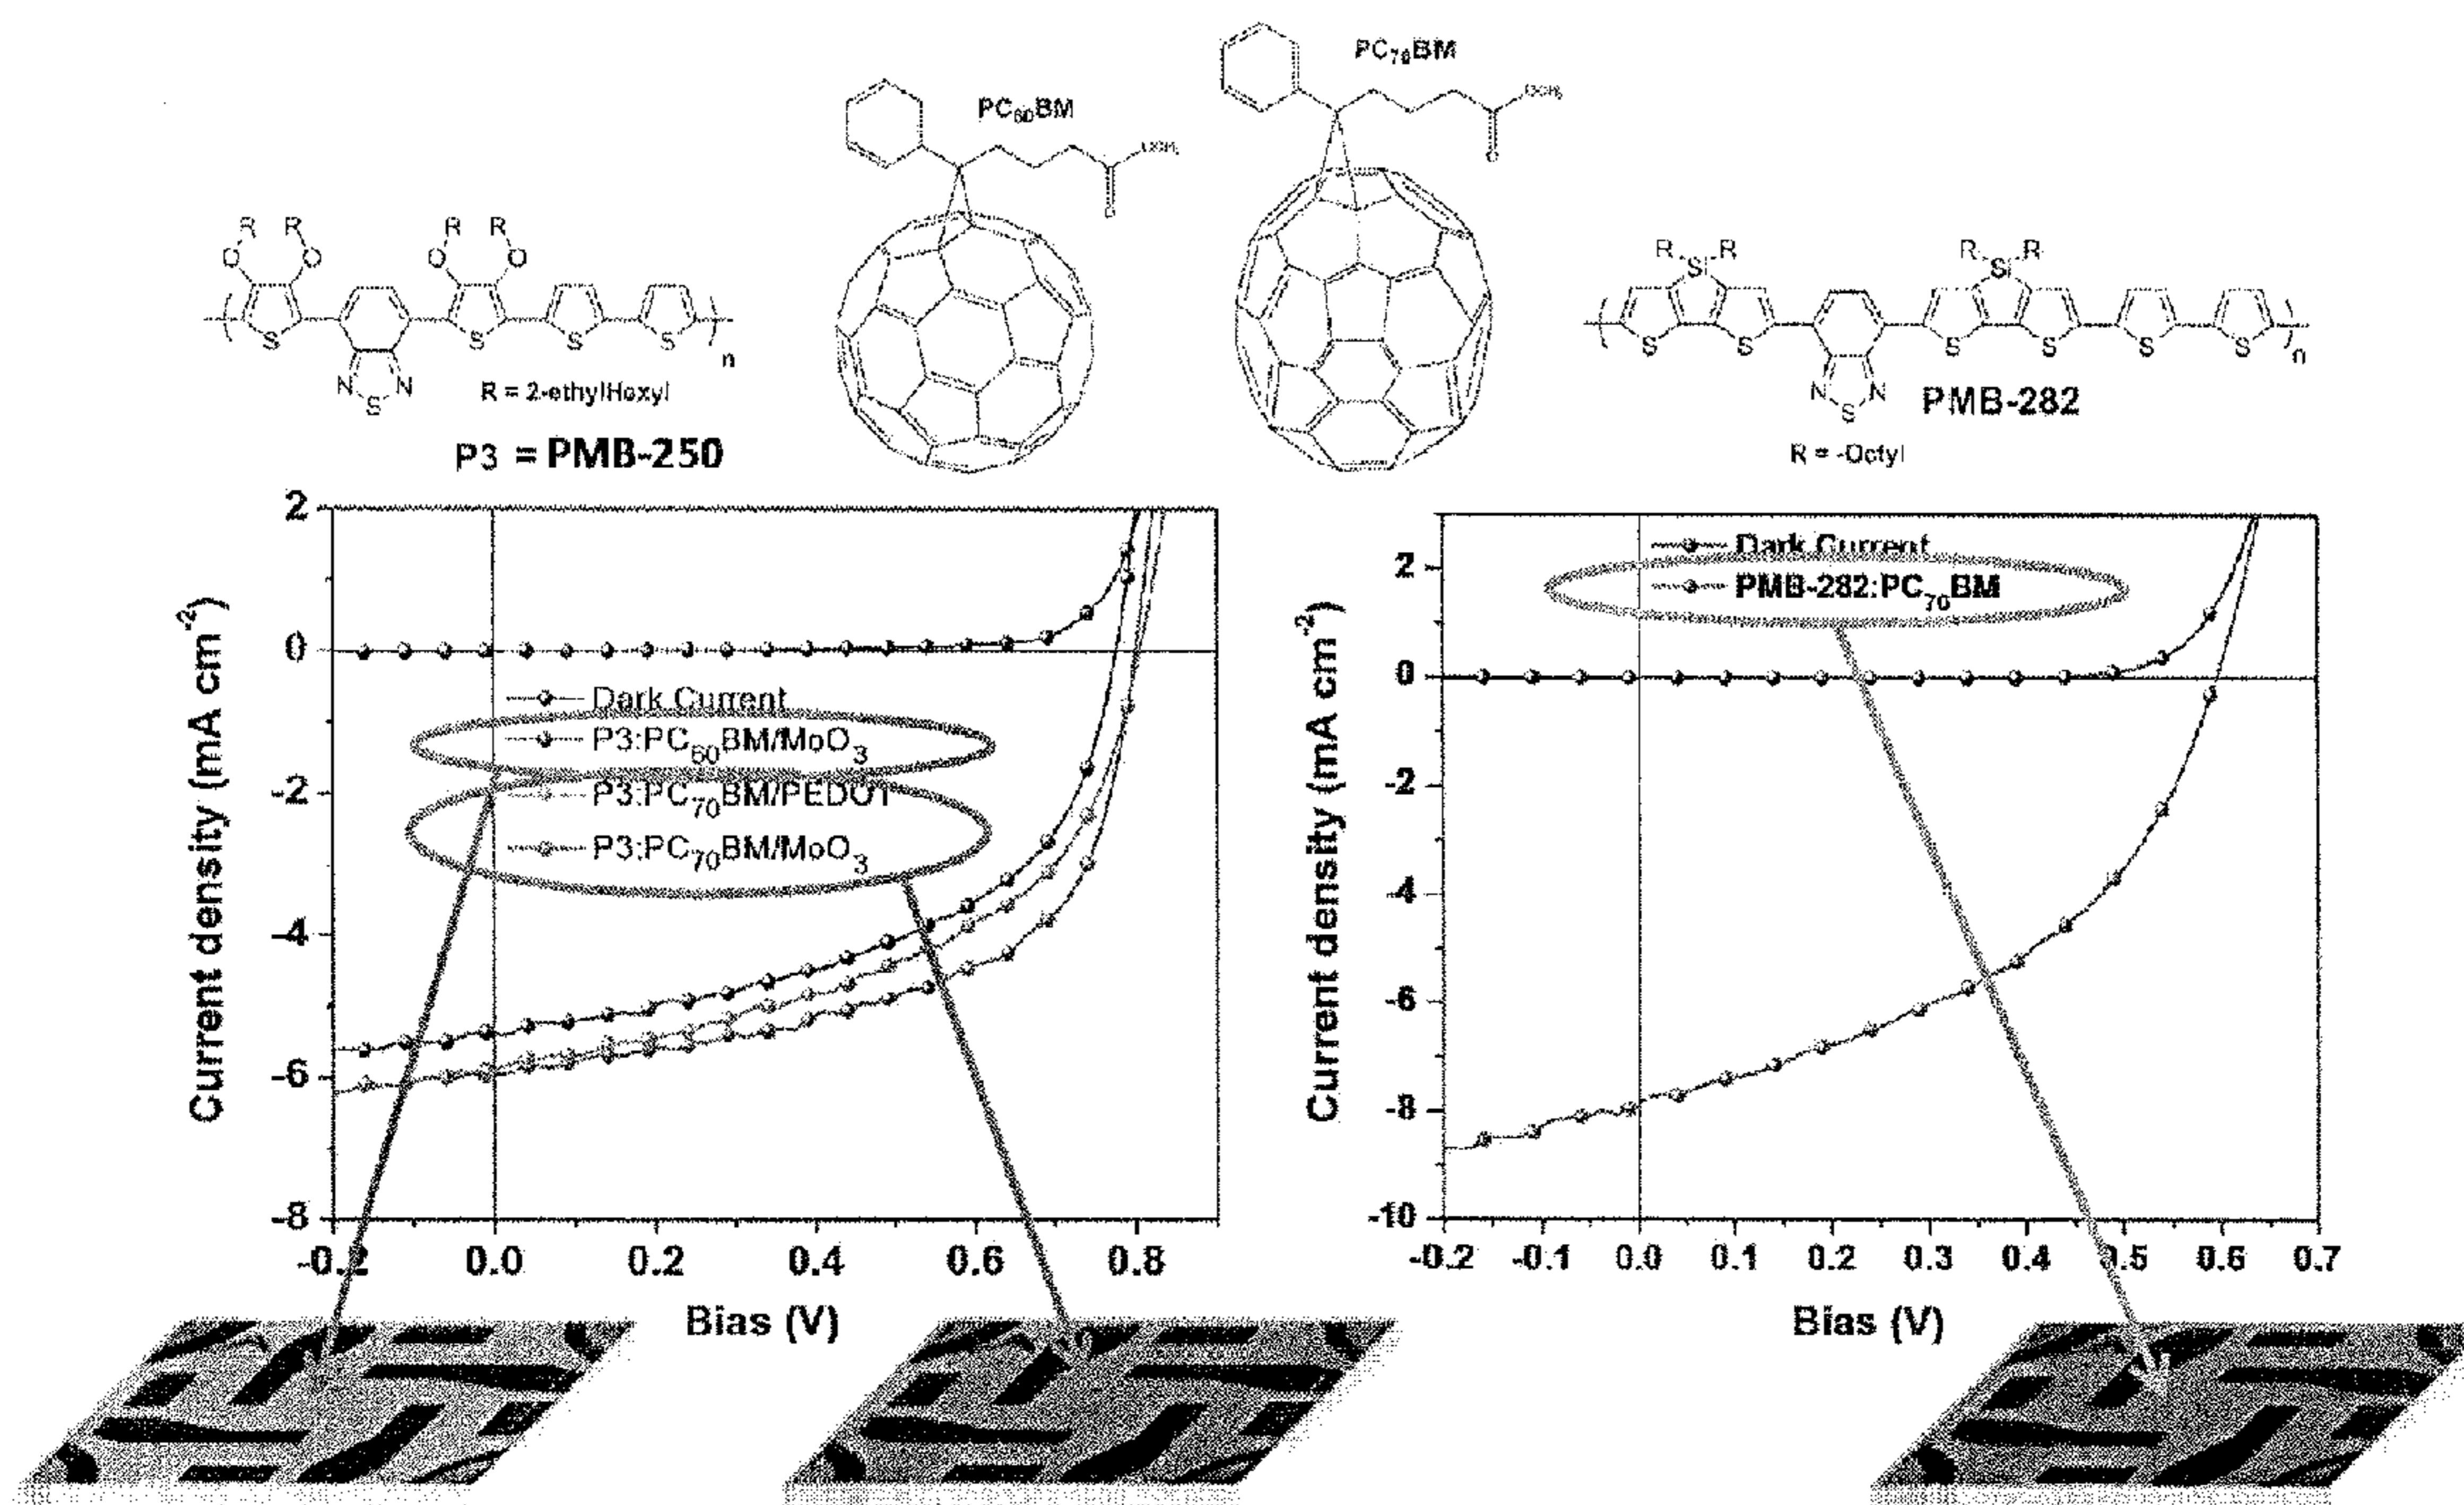 PC70BM
OCH3
O
PC60BM
OCH3
O
R R R R
O O O O
S S S S
n
N N
S
R = 2-ethylHexyl
P3 = PMB-250
R R R R
Si Si
S S S S S S
n
N N
S
PMB-282
R = -Octyl
2
0
-2
-4
-6
-8
Current density (mA cm-2)
Dark Current
P3:PC60BM/MoO3
P3:PC70BM/PEDOT
P3:PC70BM/MoO3
-0.2 0.0 0.2 0.4 0.6 0.8
Bias (V)
2
0
-2
-4
-6
-8
-10
Current density (mA cm-2)
Dark Current
PMB-282:PC70BM
-0.2 -0.1 0.0 0.1 0.2 0.3 0.4 0.5 0.6 0.7
Bias (V)